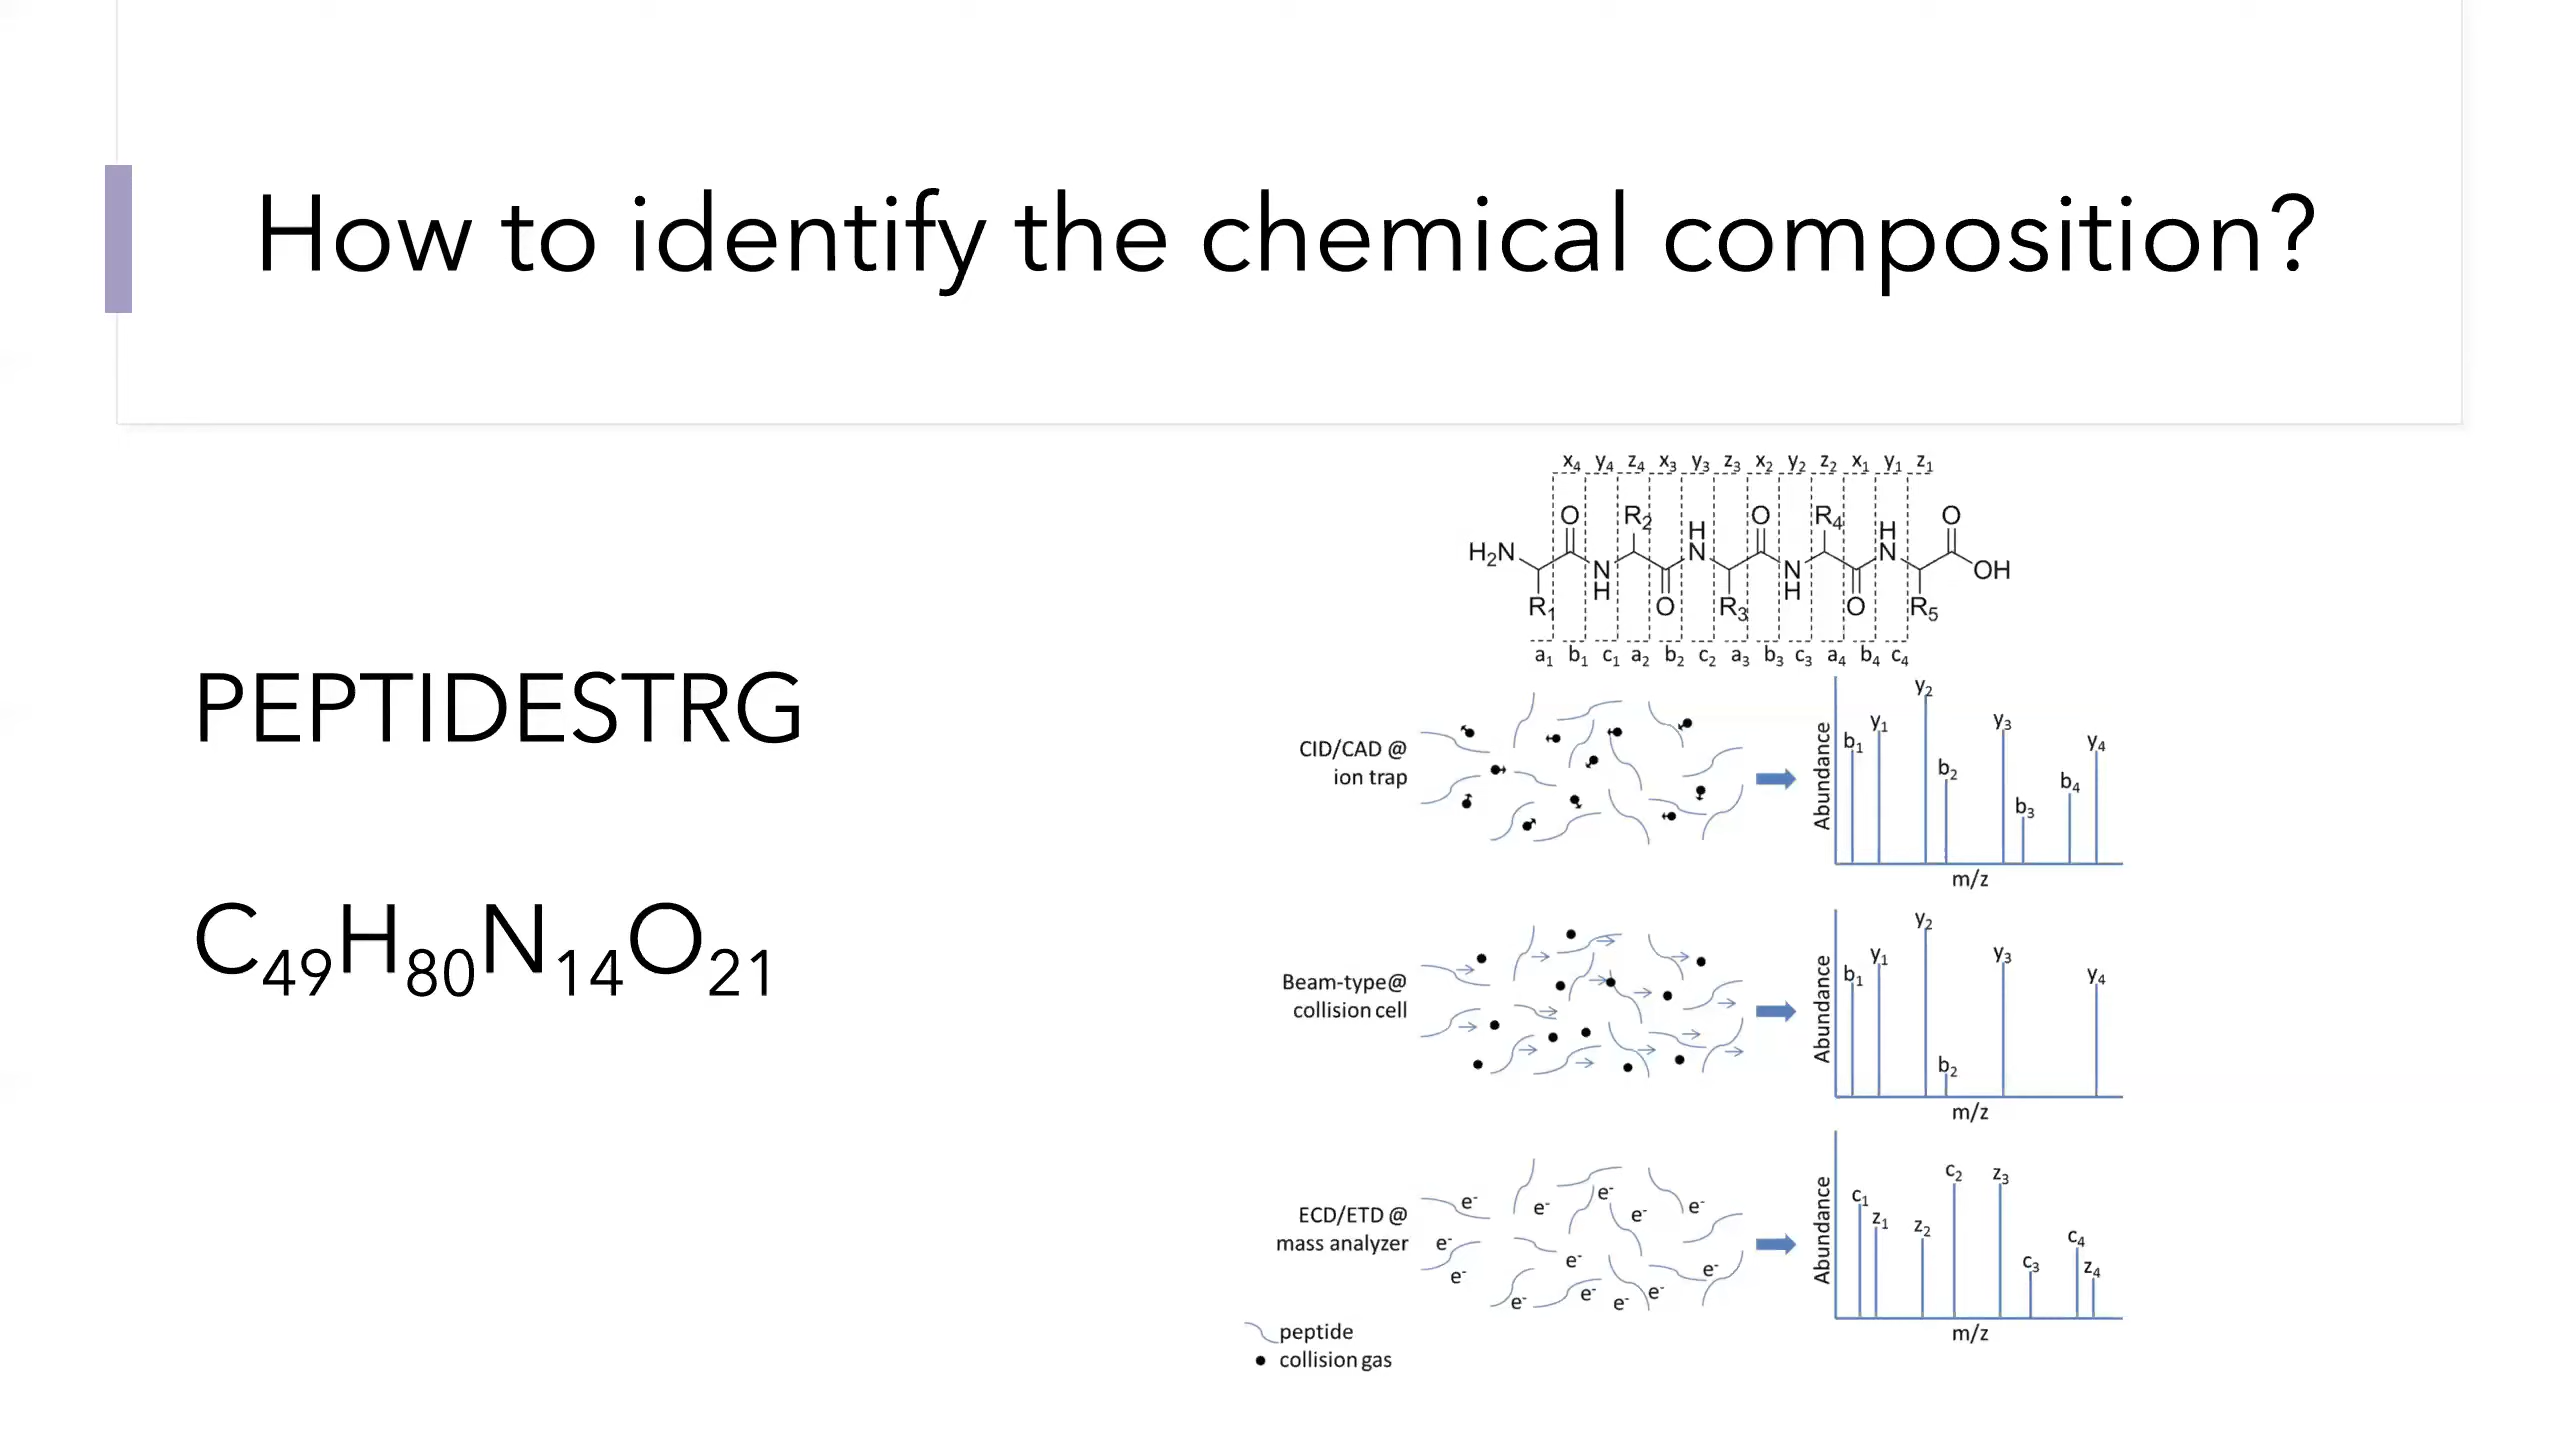 How to identify the chemical composition?
PEPTIDESTRG
C₄₉H₈₀N₁₄O₂₁
x₄ y₄ z₄ x₃ y₃ z₃ x₂ y₂ z₂ x₁ y₁ z₁
O R₂ H O R₄ H O
H₂N N N N N OH
H H
R₁ O R₃ O R₅
a₁ b₁ c₁ a₂ b₂ c₂ a₃ b₃ c₃ a₄ b₄ c₄
CID/CAD @
ion trap
Abundance
b₁ y₁ y₂ b₂ y₃ b₃ b₄ y₄
m/z
Beam-type@
collision cell
Abundance
b₁ y₁ y₂ b₂ y₃ y₄
m/z
ECD/ETD @
mass analyzer
e⁻ e⁻ e⁻ e⁻ e⁻ e⁻ e⁻ e⁻ e⁻ e⁻ e⁻ e⁻ e⁻
Abundance
c₁ z₁ z₂ c₂ z₃ c₃ c₄ z₄
m/z
peptide
collision gas